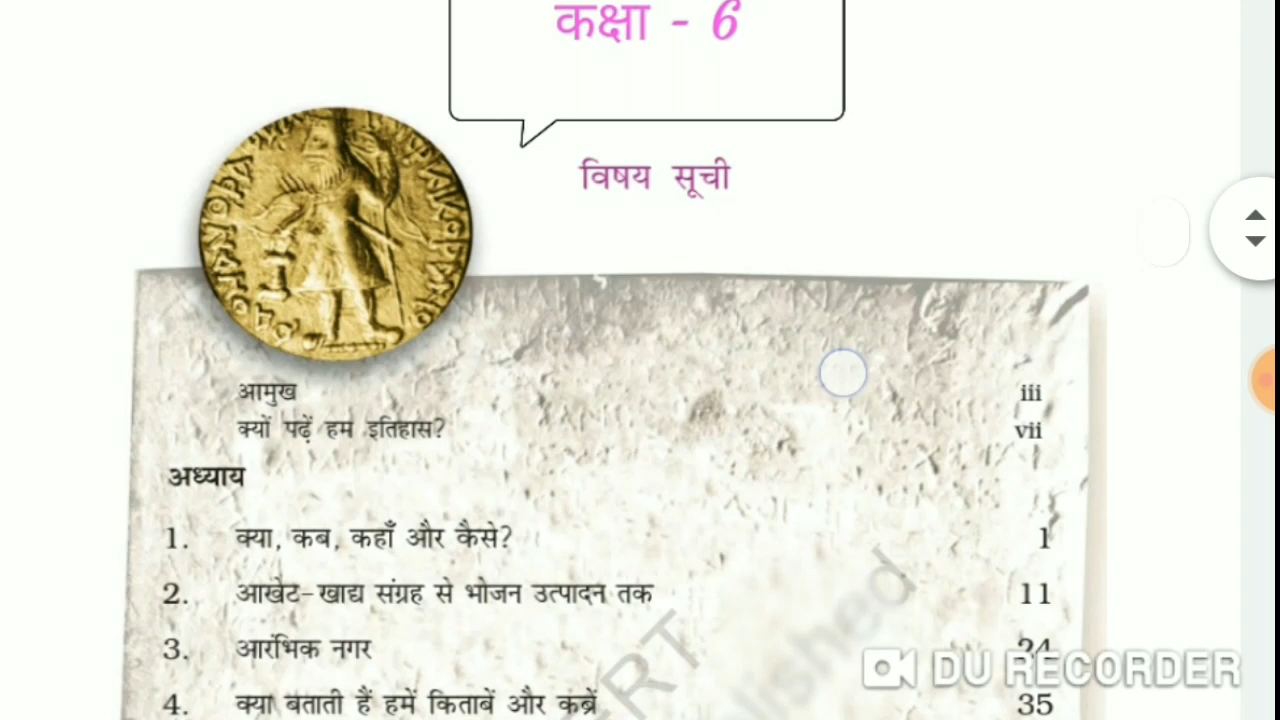 कक्षा - 6
विषय सूची
आमुख iii
क्यों पढ़ें हम इतिहास? vii
अध्याय
1. क्या, कब, कहाँ और कैसे? 1
2. आखेट-खाद्य संग्रह से भोजन उत्पादन तक 11
3. आरंभिक नगर 24
4. क्या बताती हैं हमें किताबें और कब्रें 35
DU RECORDER